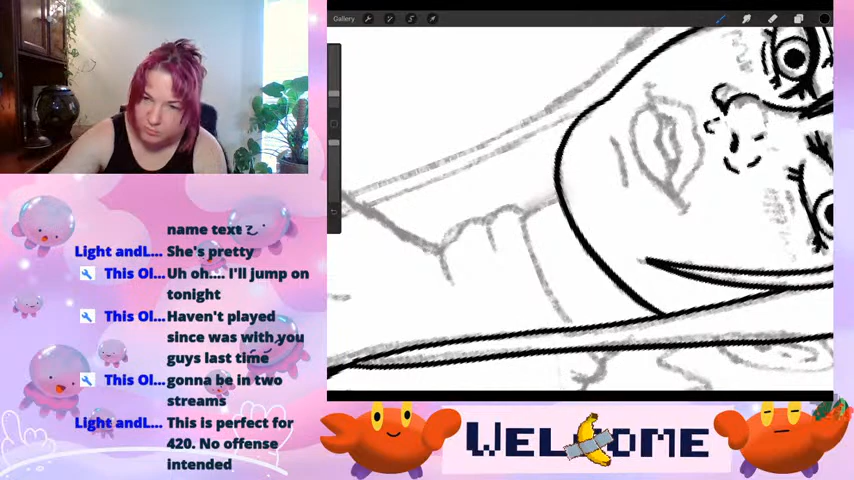 Gallery
name text ?
Light andL... She's pretty
This Ol... Uh oh.... I'll jump on
tonight
This Ol... Haven't played
since was with you
guys last time
This Ol... gonna be in two
streams
Light andL... This is perfect for
420. No offense
intended
WELCOME